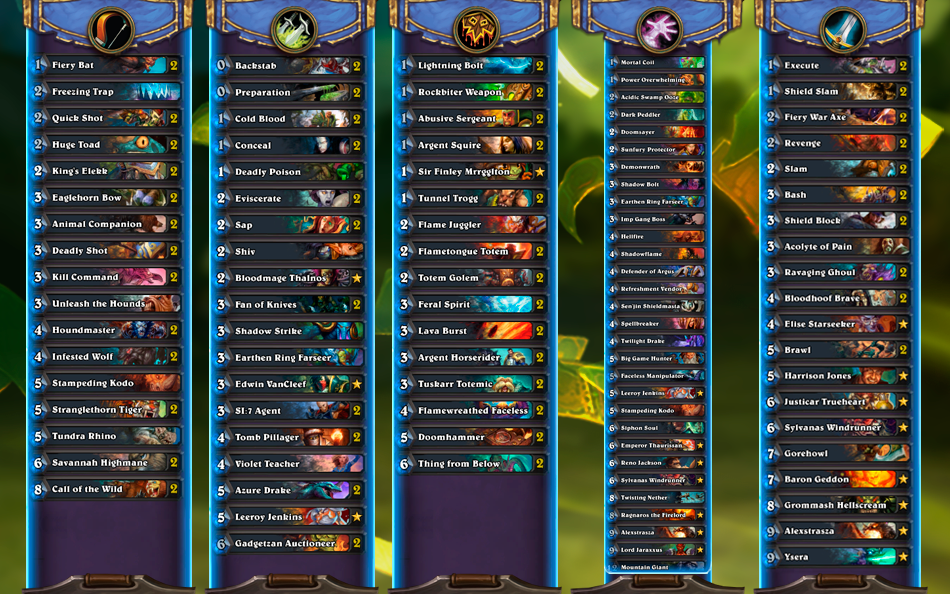 1 Fiery Bat 2
2 Freezing Trap
2 Quick Shot 2
2 Huge Toad 2
2 King's Elekk 2
3 Eaglehorn Bow 2
3 Animal Companion 2
3 Deadly Shot 2
3 Kill Command 2
3 Unleash the Hounds
4 Houndmaster 2
4 Infested Wolf 2
5 Stampeding Kodo
5 Stranglethorn Tiger 2
5 Tundra Rhino
6 Savannah Highmane 2
8 Call of the Wild 2
0 Backstab 2
0 Preparation 2
1 Cold Blood 2
1 Conceal 2
1 Deadly Poison
2 Eviscerate 2
2 Sap 2
2 Shiv
2 Bloodmage Thalnos
3 Fan of Knives 2
3 Shadow Strike
3 Earthen Ring Farseer
3 Edwin VanCleef
3 SI:7 Agent 2
4 Tomb Pillager 2
4 Violet Teacher
5 Azure Drake 2
5 Leeroy Jenkins
6 Gadgetzan Auctioneer 2
1 Lightning Bolt 2
1 Rockbiter Weapon 2
1 Abusive Sergeant 2
1 Argent Squire 2
1 Sir Finley Mrrgglton
1 Tunnel Trogg 2
2 Flame Juggler
2 Flametongue Totem 2
2 Totem Golem 2
3 Feral Spirit 2
3 Lava Burst 2
3 Argent Horserider 2
3 Tuskarr Totemic 2
4 Flamewreathed Faceless 2
5 Doomhammer 2
6 Thing from Below 2
1 Mortal Coil
1 Power Overwhelming
2 Acidic Swamp Ooze
2 Dark Peddler
2 Doomsayer
2 Sunfury Protector
3 Demonwrath
3 Shadow Bolt
3 Earthen Ring Farseer
3 Imp Gang Boss
4 Hellfire
4 Shadowflame
4 Defender of Argus
4 Refreshment Vendor
4 Sen'jin Shieldmasta
4 Spellbreaker
4 Twilight Drake
5 Big Game Hunter
5 Faceless Manipulator
5 Leeroy Jenkins
5 Stampeding Kodo
6 Siphon Soul
6 Emperor Thaurissan
6 Reno Jackson
6 Sylvanas Windrunner
8 Twisting Nether
8 Ragnaros the Firelord
9 Alexstrasza
9 Lord Jaraxxus
Mountain Giant
1 Execute 2
1 Shield Slam 2
2 Fiery War Axe 2
2 Revenge 2
2 Slam 2
3 Bash 2
3 Shield Block 2
3 Acolyte of Pain 2
3 Ravaging Ghoul 2
4 Bloodhoof Brave 2
4 Elise Starseeker
5 Brawl 2
5 Harrison Jones
6 Justicar Trueheart
6 Sylvanas Windrunner
7 Gorehowl
7 Baron Geddon
8 Grommash Hellscream
9 Alexstrasza
9 Ysera